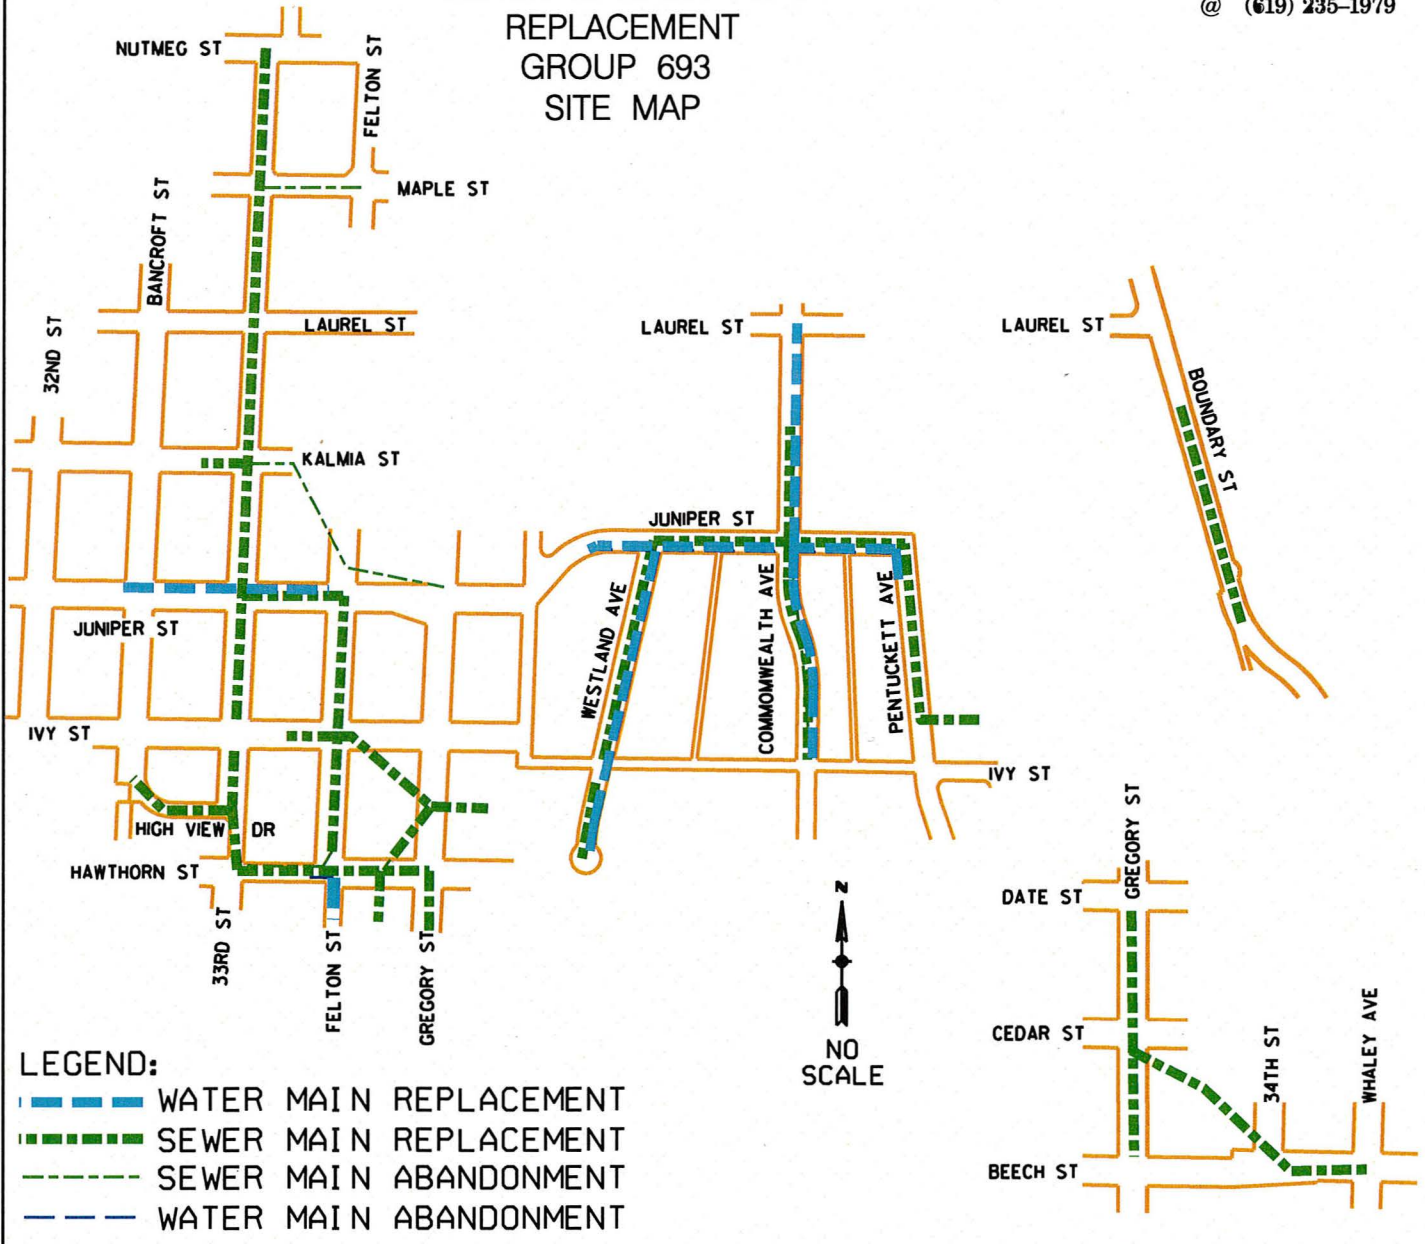 @ (619) 235–1979
REPLACEMENT
GROUP 693
SITE MAP
NUTMEG ST
FELTON ST
MAPLE ST
BANCROFT ST
LAUREL ST
32ND ST
KALMIA ST
JUNIPER ST
IVY ST
HIGH VIEW DR
HAWTHORN ST
33RD ST
FELTON ST
GREGORY ST
LAUREL ST
JUNIPER ST
WESTLAND AVE
COMMOMWEALTH AVE
PENTUCKETT AVE
IVY ST
LAUREL ST
BOUNDARY ST
N
NO
SCALE
GREGORY ST
DATE ST
CEDAR ST
34TH ST
WHALEY AVE
BEECH ST
LEGEND:
WATER MAIN REPLACEMENT
SEWER MAIN REPLACEMENT
SEWER MAIN ABANDONMENT
WATER MAIN ABANDONMENT